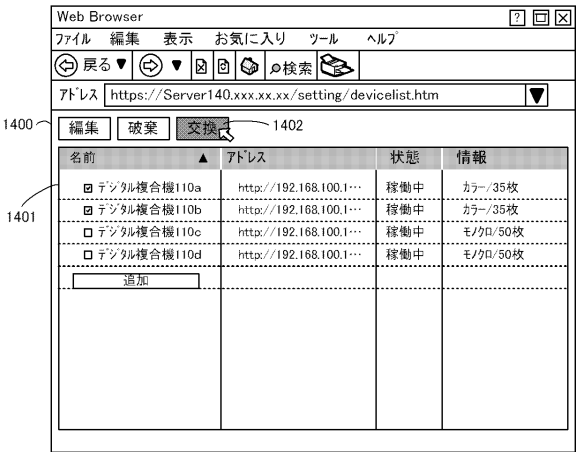 Web Browser ?
ファイル 編集 表示 お気に入り ツール ヘルプ
戻る 検索
アドレス https://Server140.xxx.xx.xx/setting/devicelist.htm
1400 編集 破棄 交換 1402
名前 ▲ アドレス 状態 情報
1401
デジタル複合機110a http://192.168.100.1… 稼働中 カラー/35枚
デジタル複合機110b http://192.168.100.1… 稼働中 カラー/35枚
デジタル複合機110c http://192.168.100.1… 稼働中 モノクロ/50枚
デジタル複合機110d http://192.168.100.1… 稼働中 モノクロ/50枚
追加